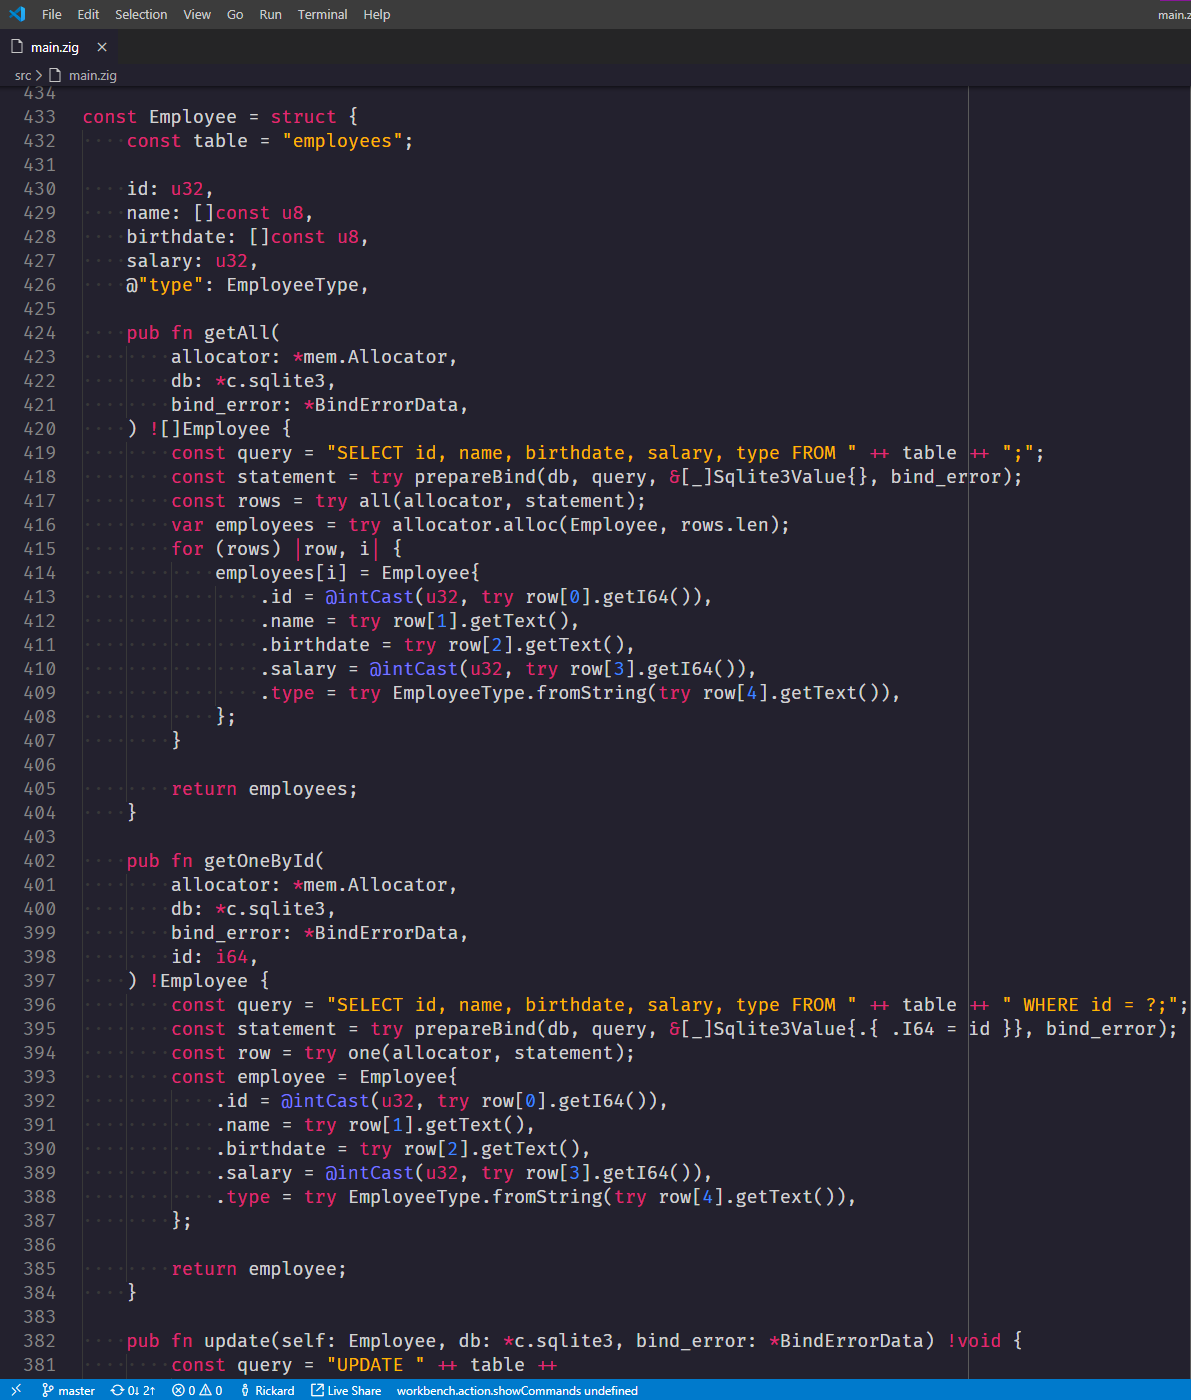 File Edit Selection View Go Run Terminal Help main.z
main.zig ×
src > main.zig
434
433 const Employee = struct {
432 const table = "employees";
431
430 id: u32,
429 name: []const u8,
428 birthdate: []const u8,
427 salary: u32,
426 @"type": EmployeeType,
425
424 pub fn getAll(
423 allocator: *mem.Allocator,
422 db: *c.sqlite3,
421 bind_error: *BindErrorData,
420 ) ![]Employee {
419 const query = "SELECT id, name, birthdate, salary, type FROM " ++ table ++ ";";
418 const statement = try prepareBind(db, query, &[_]Sqlite3Value{}, bind_error);
417 const rows = try all(allocator, statement);
416 var employees = try allocator.alloc(Employee, rows.len);
415 for (rows) |row, i| {
414 employees[i] = Employee{
413 .id = @intCast(u32, try row[0].getI64()),
412 .name = try row[1].getText(),
411 .birthdate = try row[2].getText(),
410 .salary = @intCast(u32, try row[3].getI64()),
409 .type = try EmployeeType.fromString(try row[4].getText()),
408 };
407 }
406
405 return employees;
404 }
403
402 pub fn getOneById(
401 allocator: *mem.Allocator,
400 db: *c.sqlite3,
399 bind_error: *BindErrorData,
398 id: i64,
397 ) !Employee {
396 const query = "SELECT id, name, birthdate, salary, type FROM " ++ table ++ " WHERE id = ?;";
395 const statement = try prepareBind(db, query, &[_]Sqlite3Value{.{ .I64 = id }}, bind_error);
394 const row = try one(allocator, statement);
393 const employee = Employee{
392 .id = @intCast(u32, try row[0].getI64()),
391 .name = try row[1].getText(),
390 .birthdate = try row[2].getText(),
389 .salary = @intCast(u32, try row[3].getI64()),
388 .type = try EmployeeType.fromString(try row[4].getText()),
387 };
386
385 return employee;
384 }
383
382 pub fn update(self: Employee, db: *c.sqlite3, bind_error: *BindErrorData) !void {
381 const query = "UPDATE " ++ table ++
master 0↓ 2↑ 0 0 Rickard Live Share workbench.action.showCommands undefined